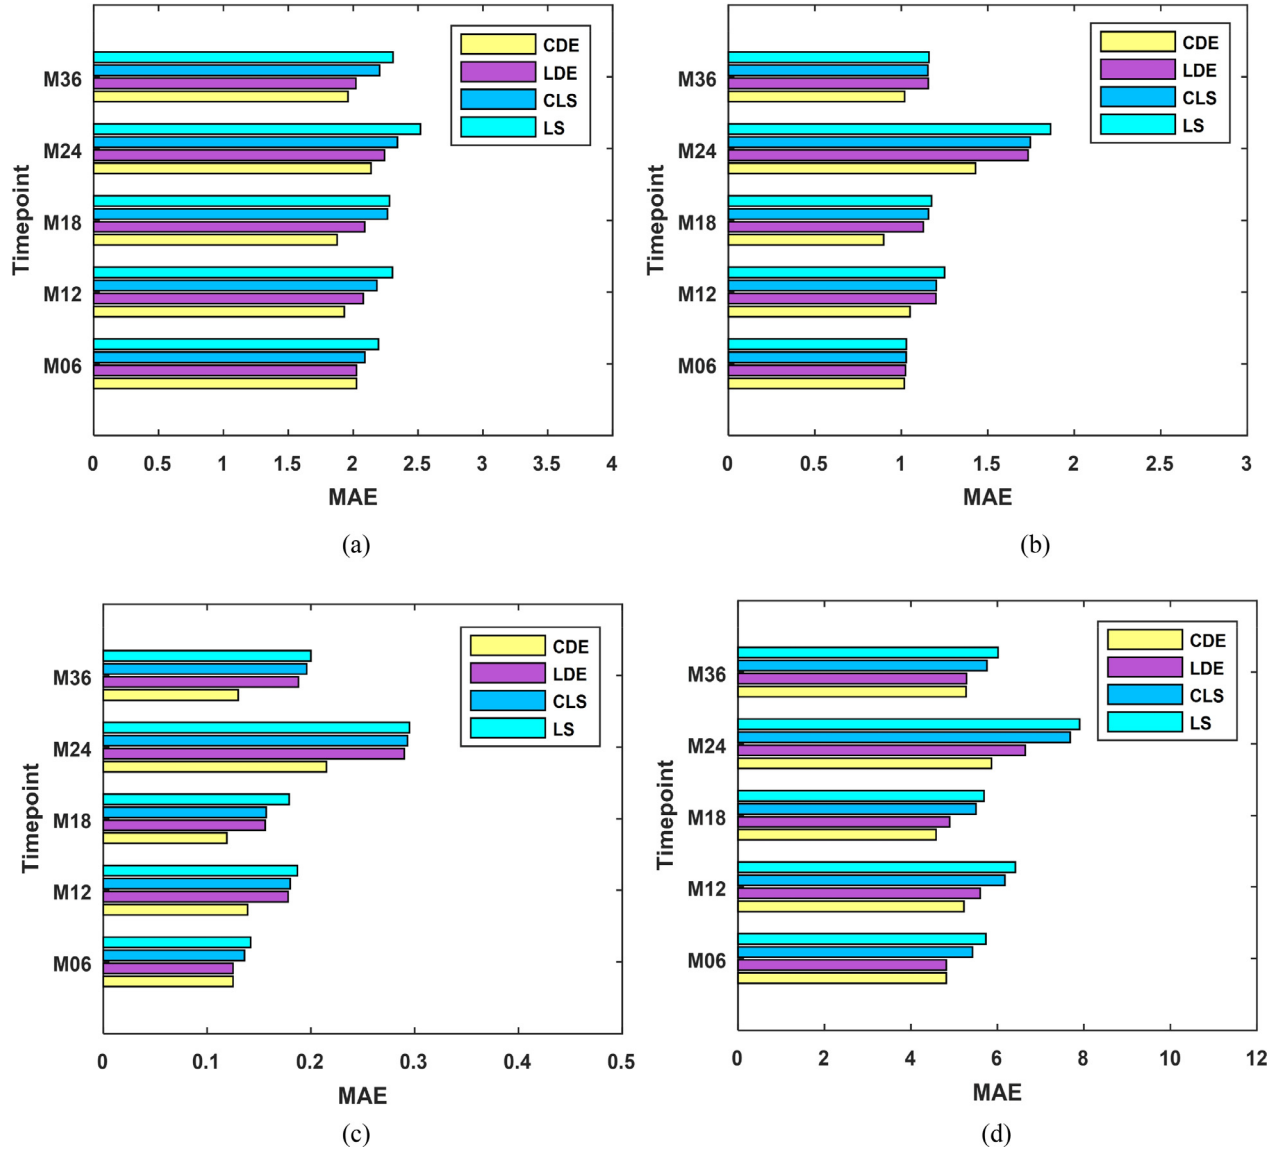 CDE
LDE
CLS
LS
M36
M24
M18
M12
M06
Timepoint
0 0.5 1 1.5 2 2.5 3 3.5 4
MAE
(a)
CDE
LDE
CLS
LS
M36
M24
M18
M12
M06
Timepoint
0 0.5 1 1.5 2 2.5 3
MAE
(b)
CDE
LDE
CLS
LS
M36
M24
M18
M12
M06
Timepoint
0 0.1 0.2 0.3 0.4 0.5
MAE
(c)
CDE
LDE
CLS
LS
M36
M24
M18
M12
M06
Timepoint
0 2 4 6 8 10 12
MAE
(d)